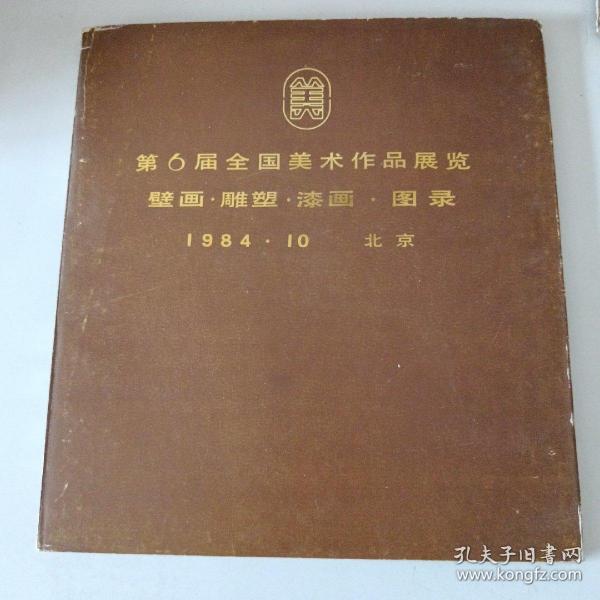 美
第6届全国美术作品展览
壁画·雕塑·漆画·图录
1984·10 北京
孔夫子旧书网
www.kongfz.com